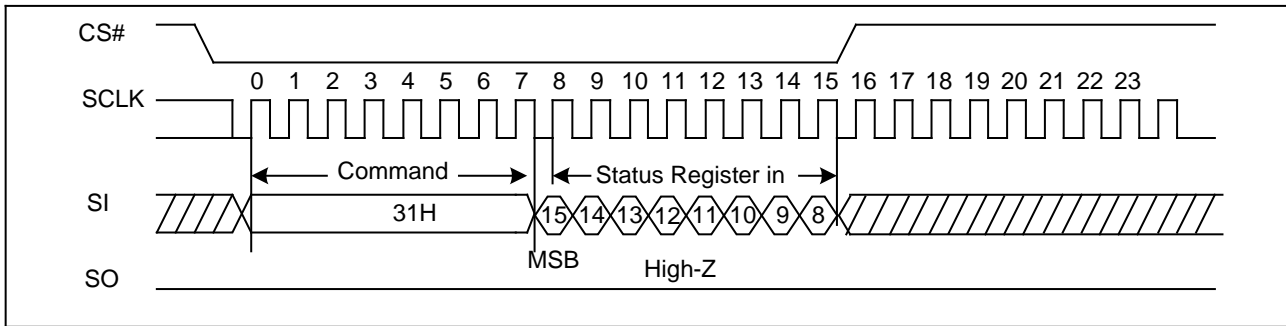 CS#
0 1 2 3 4 5 6 7 8 9 10 11 12 13 14 15 16 17 18 19 20 21 22 23
SCLK
Command Status Register in
SI 31H 15 14 13 12 11 10 9 8
MSB High-Z
SO